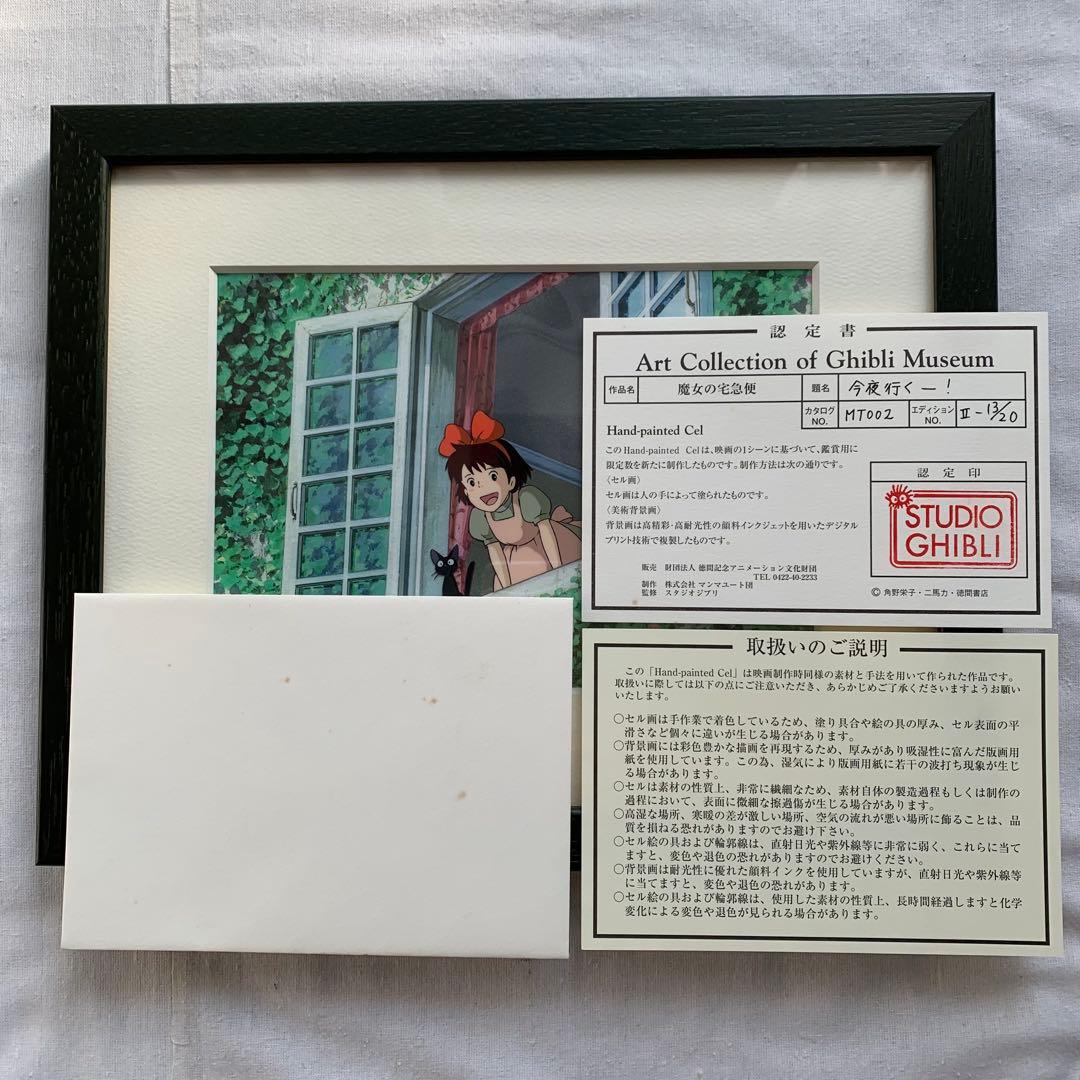 認定書
Art Collection of Ghibli Museum
作品名 魔女の宅急便 題名 今夜行くー!
カタログNO. MT002 エディションNO. Ⅱ-13/20
Hand-painted Cel
このHand-painted Celは、映画の1シーンに基づいて、鑑賞用に
限定数を新たに制作したものです。制作方法は次の通りです。
〈セル画〉
セル画は人の手によって塗られたものです。
〈美術背景画〉
背景画は高精彩・高耐光性の顔料インクジェットを用いたデジタル
プリント技術で複製したものです。
認定印
STUDIO
GHIBLI
販売 財団法人 徳間記念アニメーション文化財団
TEL 0422-40-2233
制作 株式会社 マンマユート団
監修 スタジオジブリ
© 角野栄子・二馬力・徳間書店
取扱いのご説明
この「Hand-painted Cel」は映画制作時同様の素材と手法を用いて作られた作品です。
取扱いに際しては以下の点にご注意いただき、あらかじめご了承くださいますようお願い
いたします。
○セル画は手作業で着色しているため、塗り具合や絵の具の厚み、セル表面の平
滑さなど個々に違いが生じる場合があります。
○背景画には彩色豊かな描画を再現するため、厚みがあり吸湿性に富んだ版画用
紙を使用しています。この為、湿気により版画用紙に若干の波打ち現象が生じ
る場合があります。
○セルは素材の性質上、非常に繊細なため、素材自体の製造過程もしくは制作の
過程において、表面に微細な擦過傷が生じる場合があります。
○高湿な場所、寒暖の差が激しい場所、空気の流れが悪い場所に飾ることは、品
質を損ねる恐れがありますのでお避け下さい。
○セル絵の具および輪郭線は、直射日光や紫外線等に非常に弱く、これらに当て
ますと、変色や退色の恐れがありますのでお避けください。
○背景画は耐光性に優れた顔料インクを使用していますが、直射日光や紫外線等
に当てますと、変色や退色の恐れがあります。
○セル絵の具および輪郭線は、使用した素材の性質上、長時間経過しますと化学
変化による変色や退色が見られる場合があります。